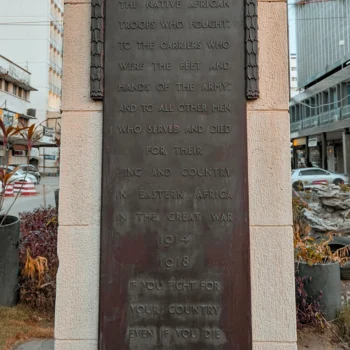 THE NATIVE AFRICAN
TROOPS WHO FOUGHT:
TO THE CARRIERS WHO
WERE THE FEET AND
HANDS OF THE ARMY:
AND TO ALL OTHER MEN
WHO SERVED AND DIED
FOR THEIR
KING AND COUNTRY
IN EASTERN AFRICA
IN THE GREAT WAR
1914
1918
IF YOU FIGHT FOR
YOUR COUNTRY
EVEN IF YOU DIE